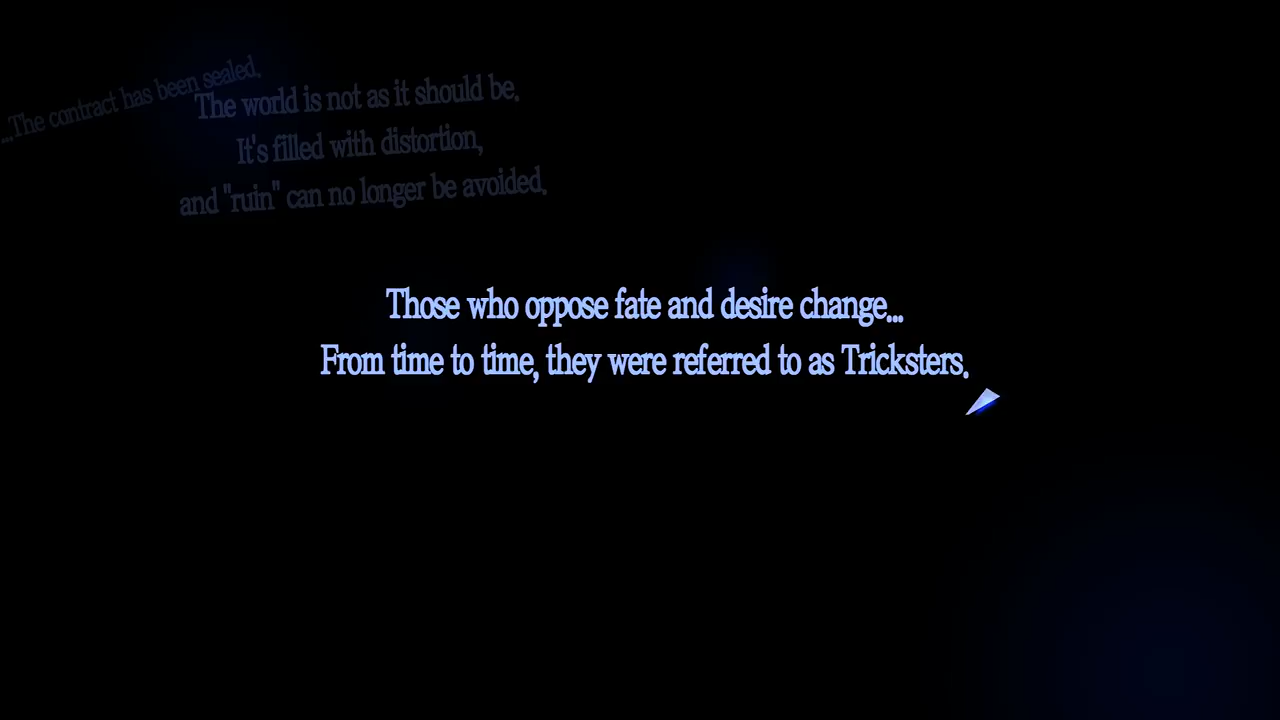 ...The contract has been sealed.
The world is not as it should be.
It's filled with distortion,
and "ruin" can no longer be avoided.
Those who oppose fate and desire change...
From time to time, they were referred to as Tricksters.